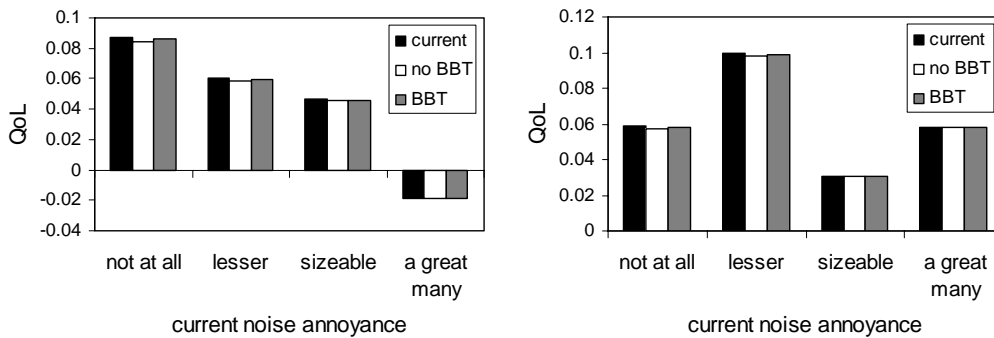 0.1
0.08
0.06
0.04
0.02
0
-0.02
-0.04
QoL
current
no BBT
BBT
not at all
lesser
sizeable
a great
many
current noise annoyance
0.12
0.1
0.08
0.06
0.04
0.02
0
QoL
current
no BBT
BBT
not at all
lesser
sizeable
a great
many
current noise annoyance